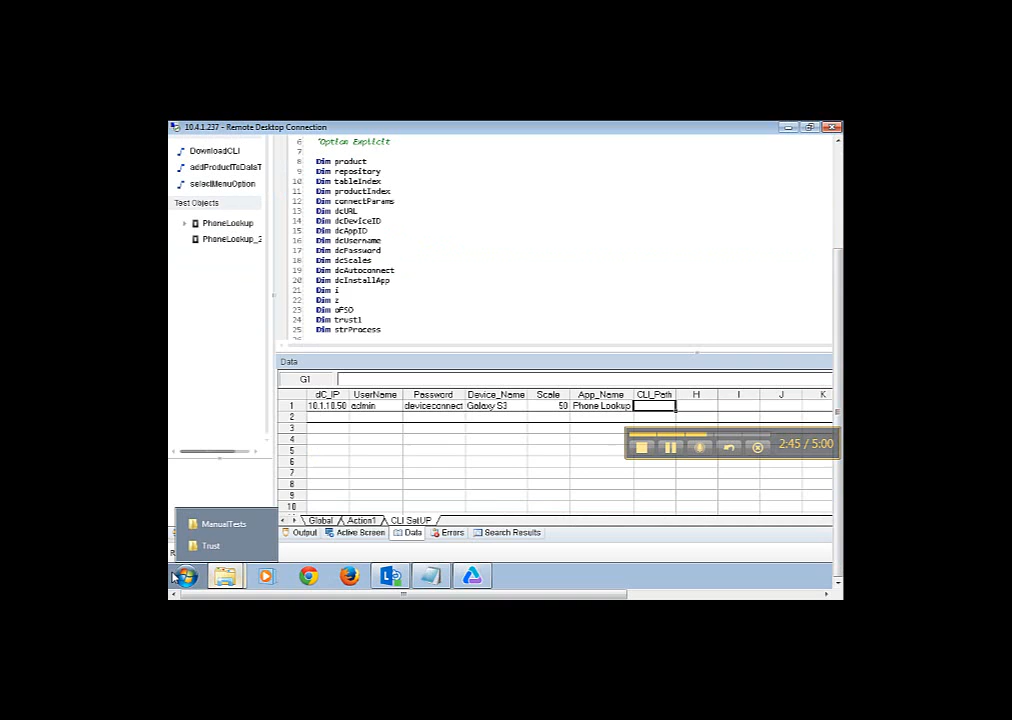 10.4.1.237 - Remote Desktop Connection
DownloadCLI
addProductToDataT
selectMenuOption
Test Objects
PhoneLookup
PhoneLookup_2
6 'Option Explicit
7
8 Dim product
9 Dim repository
10 Dim tableIndex
11 Dim productIndex
12 Dim connectParams
13 Dim dcURL
14 Dim dcDeviceID
15 Dim dcAppID
16 Dim dcUsername
17 Dim dcPassword
18 Dim dcScales
19 Dim dcAutoconnect
20 Dim dcInstallApp
21 Dim i
22 Dim z
23 Dim oFSO
24 Dim trust1
25 Dim strProcess
Data
G1
dC_IP UserName Password Device_Name Scale App_Name CLI_Path H I J K
1 10.1.10.50 admin deviceconnect Galaxy S3 50 Phone Lookup
2
3
4
5
6
7
8
9
10
2:45 / 5:00
Global Action1 CLI SetUP
Output Active Screen Data Errors Search Results
ManualTests
Trust